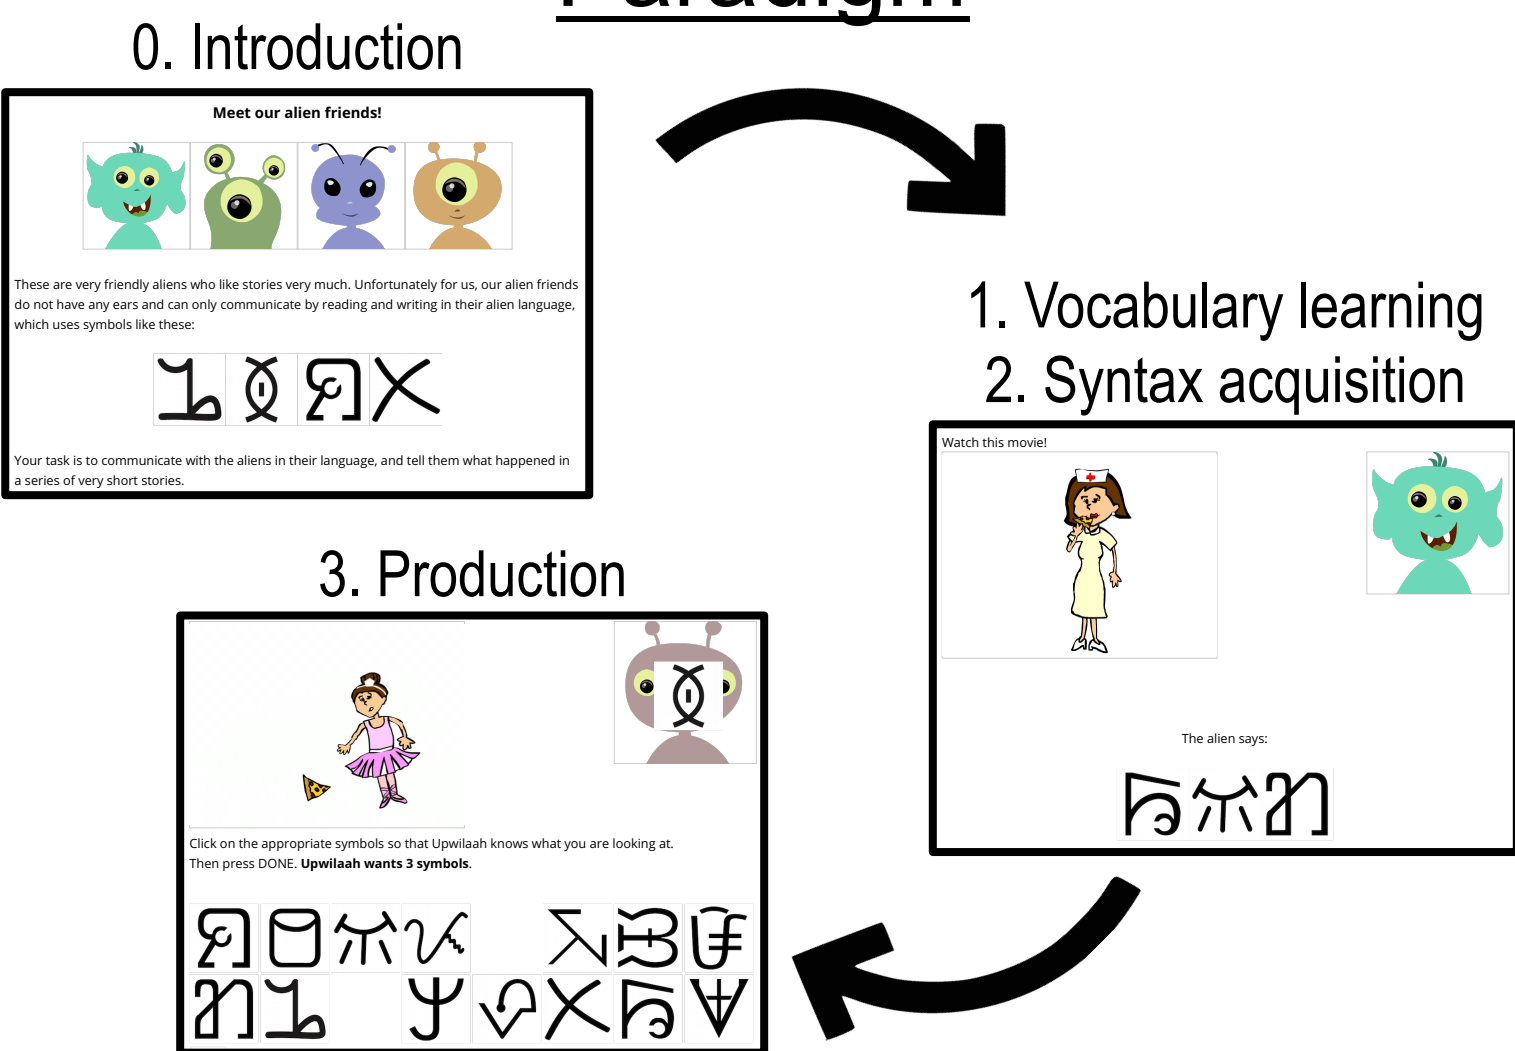 Paradigm
0. Introduction
Meet our alien friends!
These are very friendly aliens who like stories very much. Unfortunately for us, our alien friends
do not have any ears and can only communicate by reading and writing in their alien language,
which uses symbols like these:
Your task is to communicate with the aliens in their language, and tell them what happened in
a series of very short stories.
1. Vocabulary learning
2. Syntax acquisition
Watch this movie!
The alien says:
3. Production
Click on the appropriate symbols so that Upwilaah knows what you are looking at.
Then press DONE. Upwilaah wants 3 symbols.